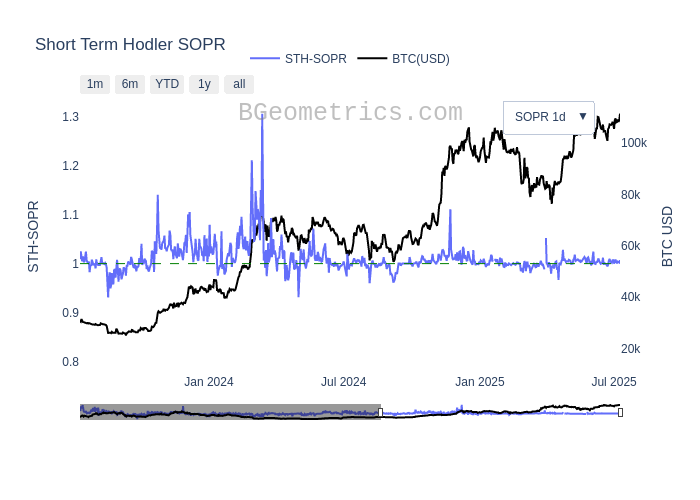 Short Term Hodler SOPR
STH-SOPR BTC(USD)
1m 6m YTD 1y all
BGeometrics.com
SOPR 1d ▼
1.3
1.2
1.1
1
0.9
0.8
STH-SOPR
100k
80k
60k
40k
20k
BTC USD
Jan 2024 Jul 2024 Jan 2025 Jul 2025